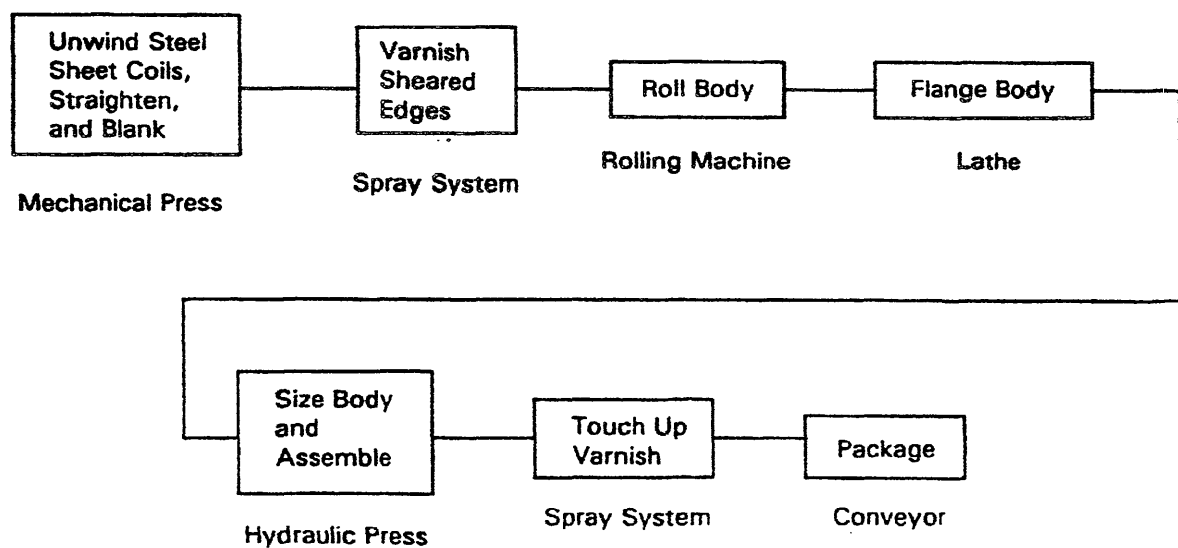 Unwind Steel
Sheet Coils,
Straighten,
and Blank
Mechanical Press
Varnish
Sheared
Edges
Spray System
Roll Body
Rolling Machine
Flange Body
Lathe
Size Body
and
Assemble
Hydraulic Press
Touch Up
Varnish
Spray System
Package
Conveyor